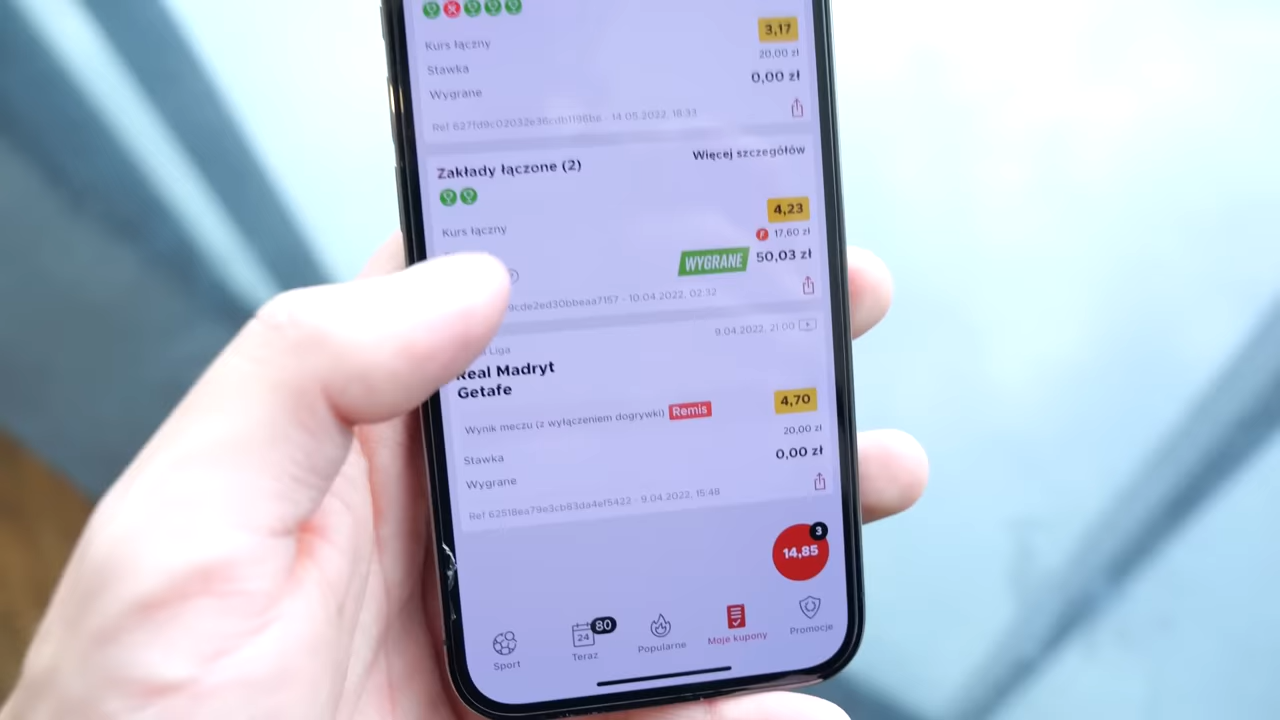 Kurs łączny 3,17
Stawka 20,00 zł
Wygrane 0,00 zł
14.05.2022, 18:33
Zakłady łączone (2) Więcej szczegółów
Kurs łączny 4,23
F 17,60 zł
WYGRANE 50,03 zł
9cde2ed30bbeaa7157 - 10.04.2022, 02:32
9.04.2022, 21:00
Liga
Real Madryt
Getafe
Wynik meczu (z wyłączeniem dogrywki) Remis 4,70
Stawka 20,00 zł
Wygrane 0,00 zł
Ref 62518ea79e3cb83da4ef5422 - 9.04.2022, 15:48
14,85 3
24 80
Sport Teraz Popularne Moje kupony Promocje